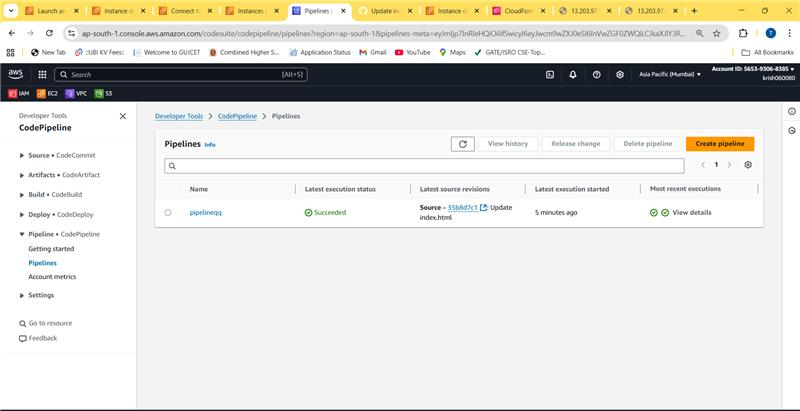 Launch an
Instance d
Connect to
Instances |
Pipelines |
Update ind
Instance d
CloudForm
13.203.97.
13.203.97.
ap-south-1.console.aws.amazon.com/codesuite/codepipeline/pipelines?region=ap-south-1&pipelines-meta=
New Tab
::UBI KV Fees::
Welcome to GUJCET
Combined Higher S...
Application Status
Gmail
YouTube
Maps
GATE/ISRO CSE-Top...
All Bookmarks
aws
Search
[Alt+S]
Asia Pacific (Mumbai)
Account ID: 5653-9306-8385
krish060080
IAM
EC2
VPC
S3
Developer Tools
CodePipeline
Source • CodeCommit
Artifacts • CodeArtifact
Build • CodeBuild
Deploy • CodeDeploy
Pipeline • CodePipeline
Getting started
Pipelines
Account metrics
Settings
Go to resource
Feedback
Developer Tools > CodePipeline > Pipelines
Pipelines Info
View history
Release change
Delete pipeline
Create pipeline
1
Name
Latest execution status
Latest source revisions
Latest execution started
Most recent executions
pipelineqq
Succeeded
Source – 35b8d7c1 : Update
index.html
5 minutes ago
View details